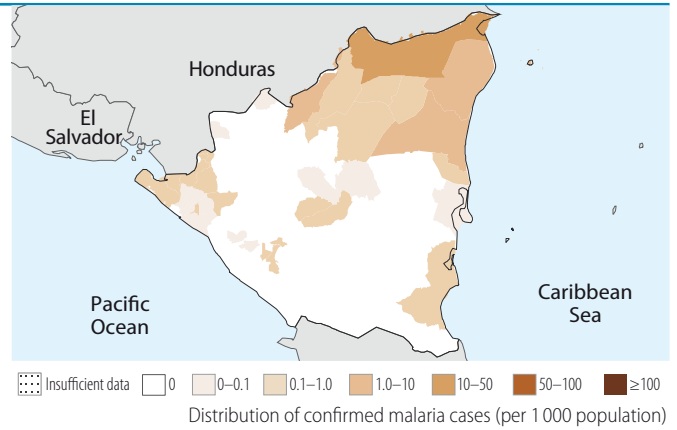 Honduras
El
Salvador
Pacific
Ocean
Caribbean
Sea
Insufficient data 0 0–0.1 0.1–1.0 1.0–10 10–50 50–100 ≥100
Distribution of confirmed malaria cases (per 1 000 population)